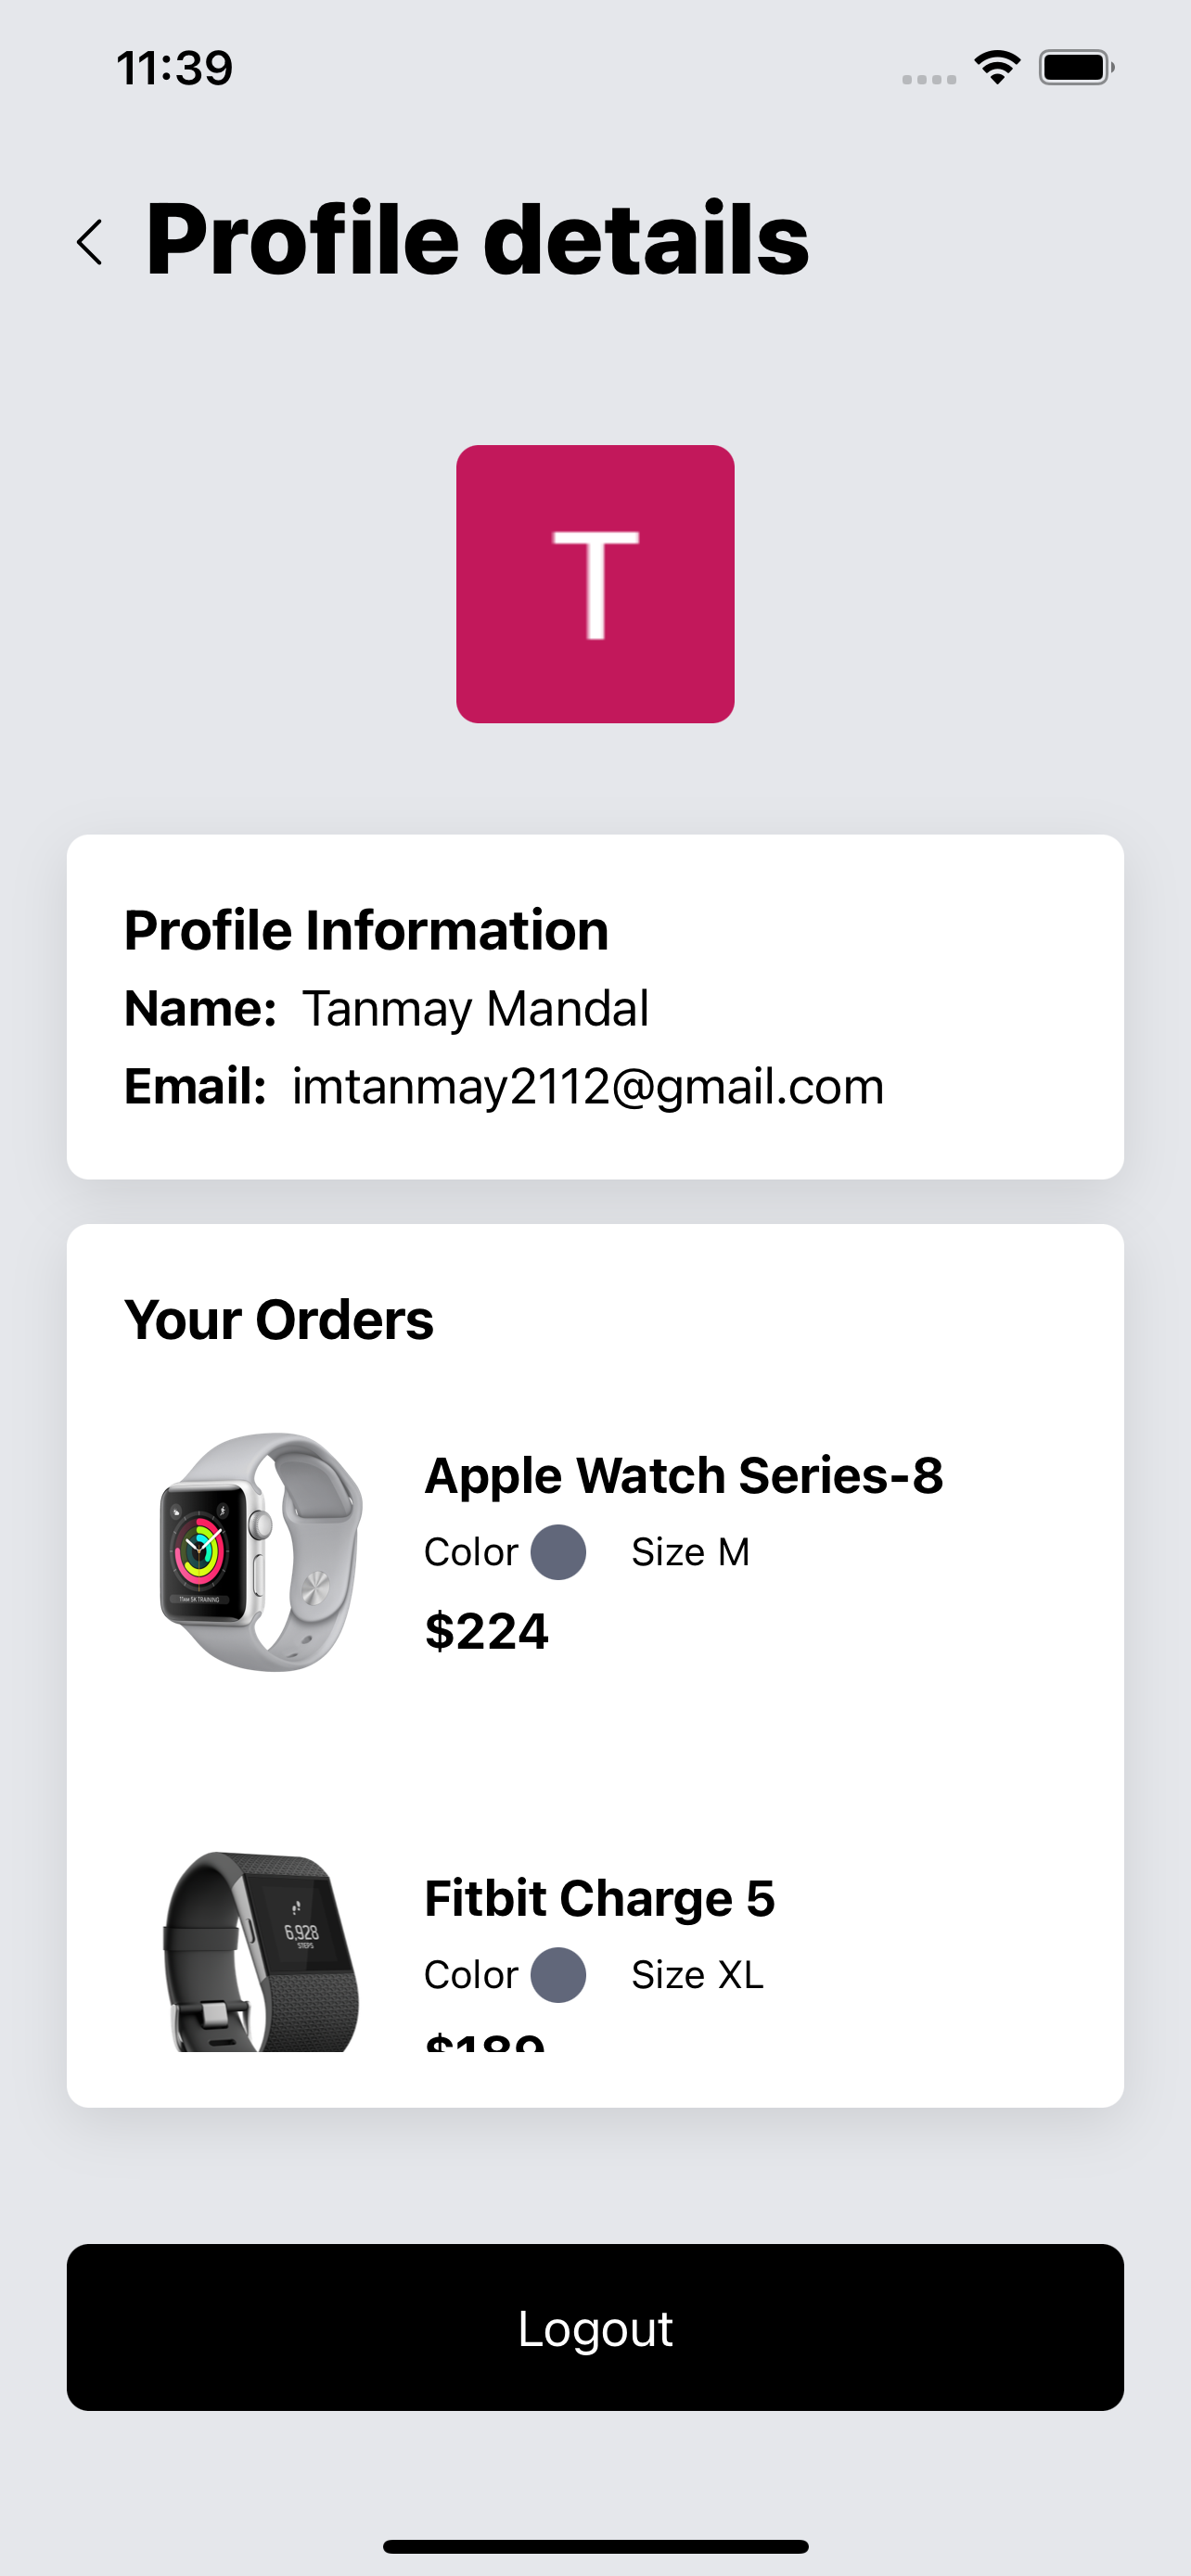 11:39
Profile details
T
Profile Information
Name: Tanmay Mandal
Email: imtanmay2112@gmail.com
Your Orders
Apple Watch Series-8
Color Size M
$224
6,928
STEPS
Fitbit Charge 5
Color Size XL
$189
Logout